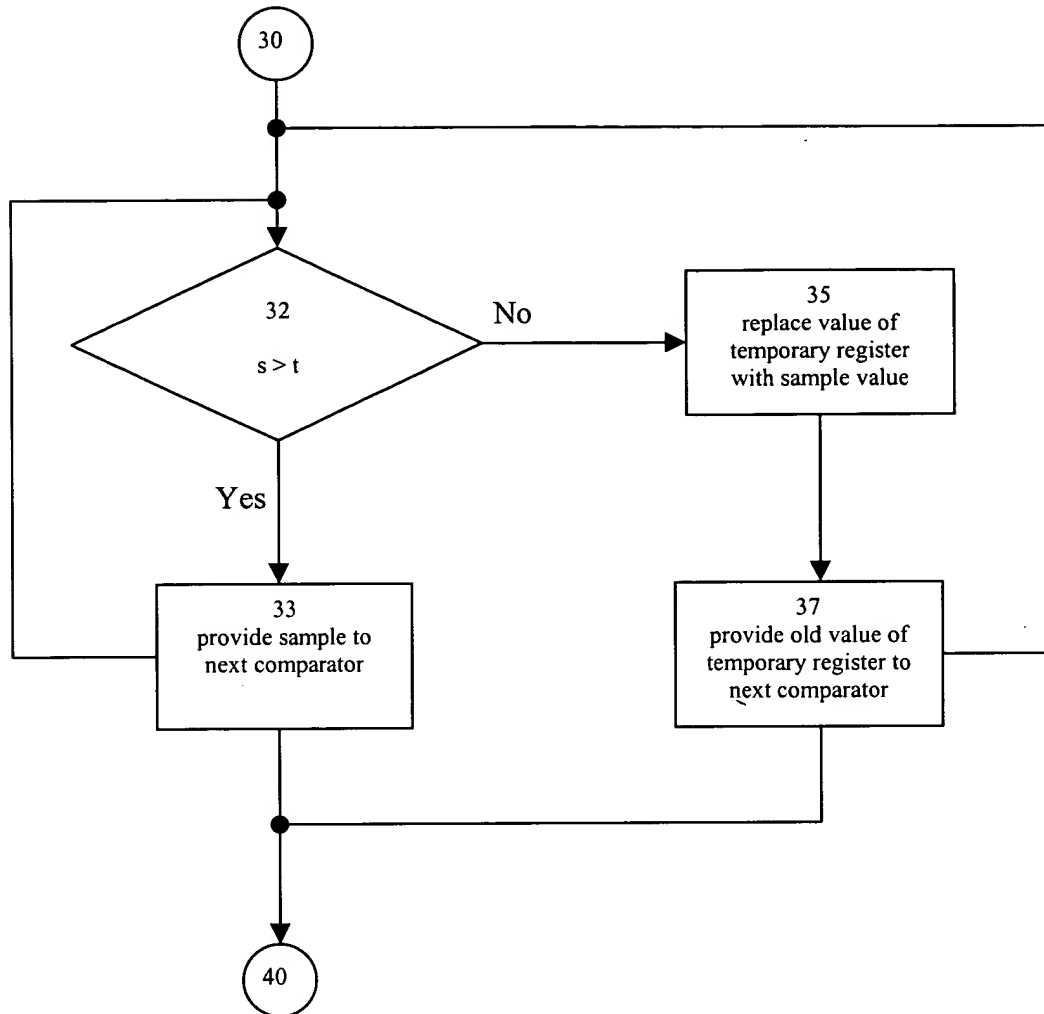 30
32
s > t
No
35
replace value of
temporary register
with sample value
Yes
33
provide sample to
next comparator
37
provide old value of
temporary register to
next comparator
40